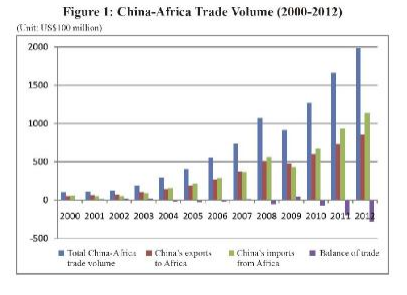 Figure 1: China-Africa Trade Volume (2000-2012)
(Unit: US$100 million)
2000
1500
1000
500
0
-500
2000 2001 2002 2003 2004 2005 2006 2007 2008 2009 2010 2011 2012
Total China-Africa trade volume
China's exports to Africa
China's imports from Africa
Balance of trade